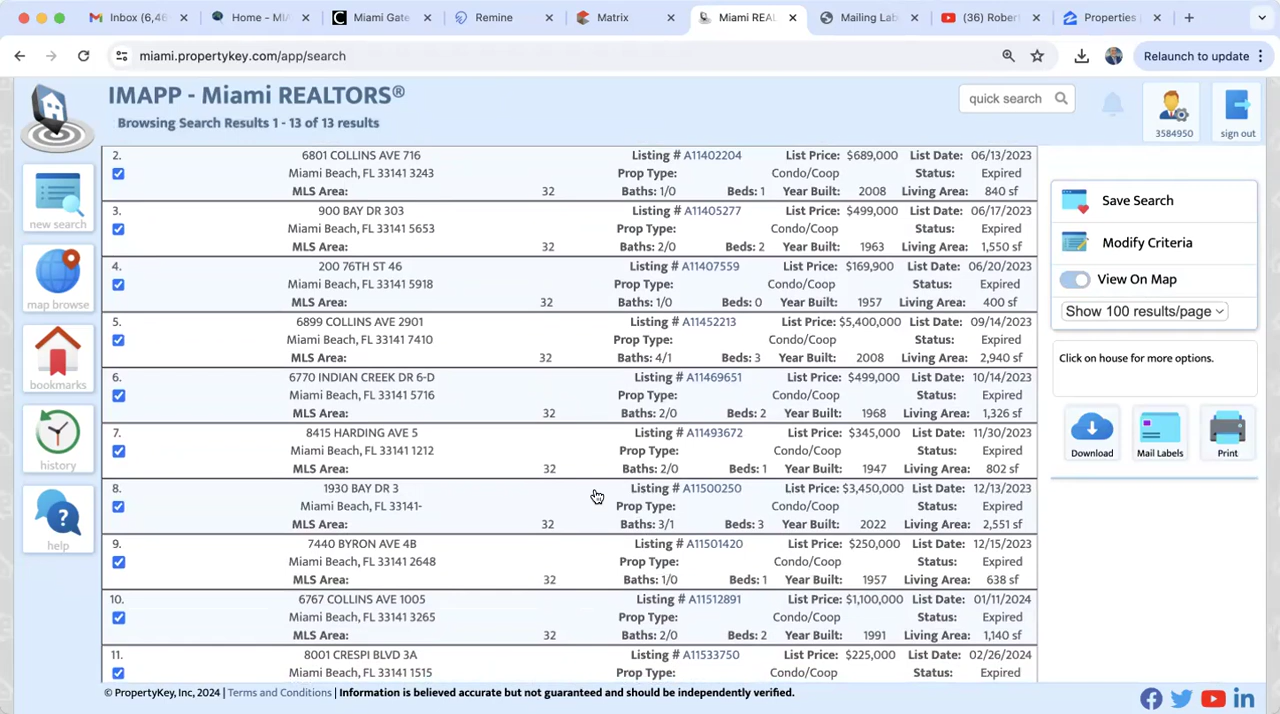 Inbox (6,46
Home - MIA
Miami Gate
Remine
Matrix
Miami REAL
Mailing Lab
(36) Rober
Properties
miami.propertykey.com/app/search
Relaunch to update
IMAPP - Miami REALTORS®
Browsing Search Results 1 - 13 of 13 results
quick search
3584950
sign out
new search
map browse
bookmarks
history
help
2. 6801 COLLINS AVE 716 Listing # A11402204 List Price: $689,000 List Date: 06/13/2023
Miami Beach, FL 33141 3243 Prop Type: Condo/Coop Status: Expired
MLS Area: 32 Baths: 1/0 Beds: 1 Year Built: 2008 Living Area: 840 sf
3. 900 BAY DR 303 Listing # A11405277 List Price: $499,000 List Date: 06/17/2023
Miami Beach, FL 33141 5653 Prop Type: Condo/Coop Status: Expired
MLS Area: 32 Baths: 2/0 Beds: 2 Year Built: 1963 Living Area: 1,550 sf
4. 200 76TH ST 46 Listing # A11407559 List Price: $169,900 List Date: 06/20/2023
Miami Beach, FL 33141 5918 Prop Type: Condo/Coop Status: Expired
MLS Area: 32 Baths: 1/0 Beds: 0 Year Built: 1957 Living Area: 400 sf
5. 6899 COLLINS AVE 2901 Listing # A11452213 List Price: $5,400,000 List Date: 09/14/2023
Miami Beach, FL 33141 7410 Prop Type: Condo/Coop Status: Expired
MLS Area: 32 Baths: 4/1 Beds: 3 Year Built: 2008 Living Area: 2,940 sf
6. 6770 INDIAN CREEK DR 6-D Listing # A11469651 List Price: $499,000 List Date: 10/14/2023
Miami Beach, FL 33141 5716 Prop Type: Condo/Coop Status: Expired
MLS Area: 32 Baths: 2/0 Beds: 2 Year Built: 1968 Living Area: 1,326 sf
7. 8415 HARDING AVE 5 Listing # A11493672 List Price: $345,000 List Date: 11/30/2023
Miami Beach, FL 33141 1212 Prop Type: Condo/Coop Status: Expired
MLS Area: 32 Baths: 2/0 Beds: 1 Year Built: 1947 Living Area: 802 sf
8. 1930 BAY DR 3 Listing # A11500250 List Price: $3,450,000 List Date: 12/13/2023
Miami Beach, FL 33141- Prop Type: Condo/Coop Status: Expired
MLS Area: 32 Baths: 3/1 Beds: 3 Year Built: 2022 Living Area: 2,551 sf
9. 7440 BYRON AVE 4B Listing # A11501420 List Price: $250,000 List Date: 12/15/2023
Miami Beach, FL 33141 2648 Prop Type: Condo/Coop Status: Expired
MLS Area: 32 Baths: 1/0 Beds: 1 Year Built: 1957 Living Area: 638 sf
10. 6767 COLLINS AVE 1005 Listing # A11512891 List Price: $1,100,000 List Date: 01/11/2024
Miami Beach, FL 33141 3265 Prop Type: Condo/Coop Status: Expired
MLS Area: 32 Baths: 2/0 Beds: 2 Year Built: 1991 Living Area: 1,140 sf
11. 8001 CRESPI BLVD 3A Listing # A11533750 List Price: $225,000 List Date: 02/26/2024
Miami Beach, FL 33141 1515 Prop Type: Condo/Coop Status: Expired
Save Search
Modify Criteria
View On Map
Show 100 results/page
Click on house for more options.
Download
Mail Labels
Print
© PropertyKey, Inc, 2024 | Terms and Conditions | Information is believed accurate but not guaranteed and should be independently verified.